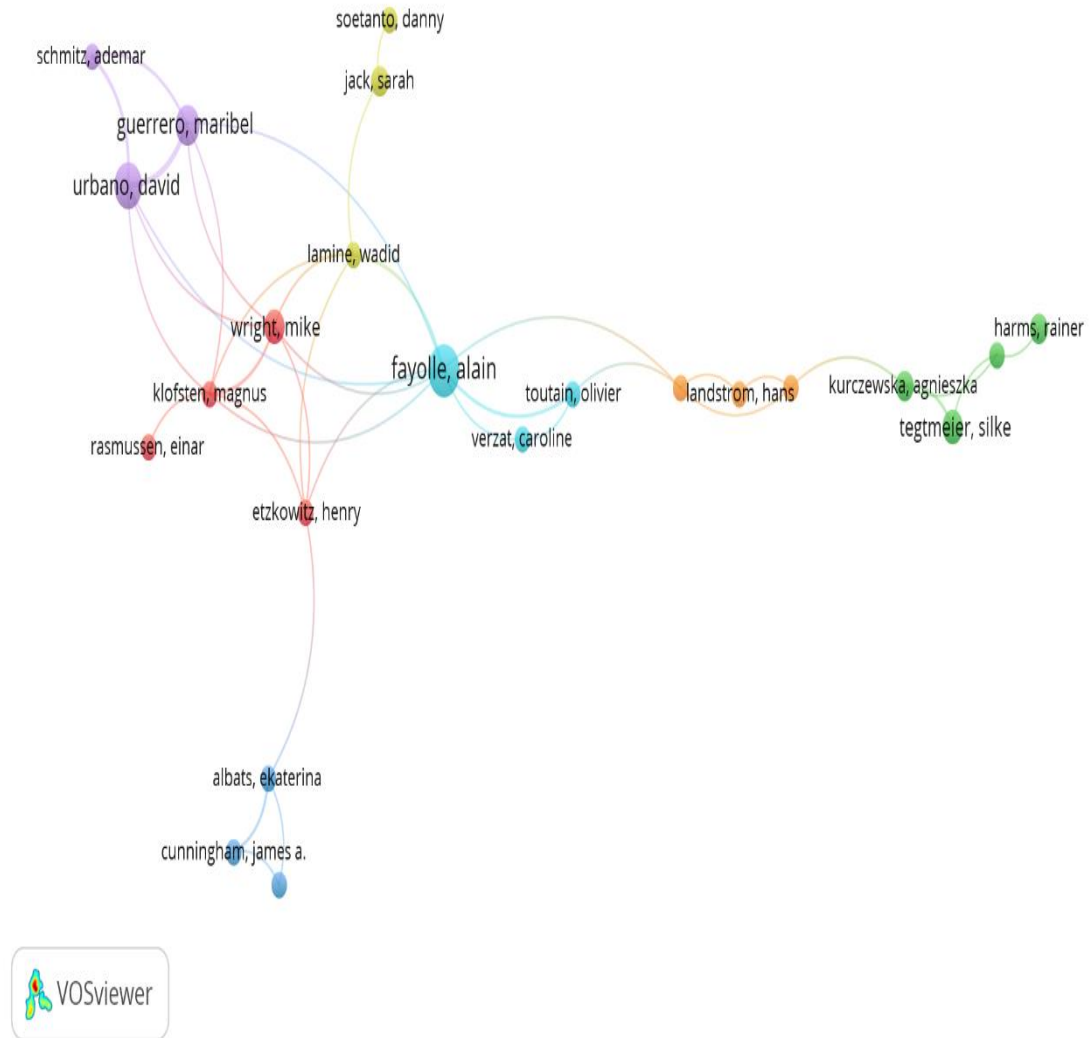 soetanto, danny
schmitz, ademar
jack, sarah
guerrero, maribel
urbano, david
lamine, wadid
wright, mike
harms, rainer
fayolle, alain
klofsten, magnus
toutain, olivier
landstrom, hans
kurczewska, agnieszka
tegtmeier, silke
verzat, caroline
rasmussen, einar
etzkowitz, henry
albats, ekaterina
cunningham, james a.
VOSviewer